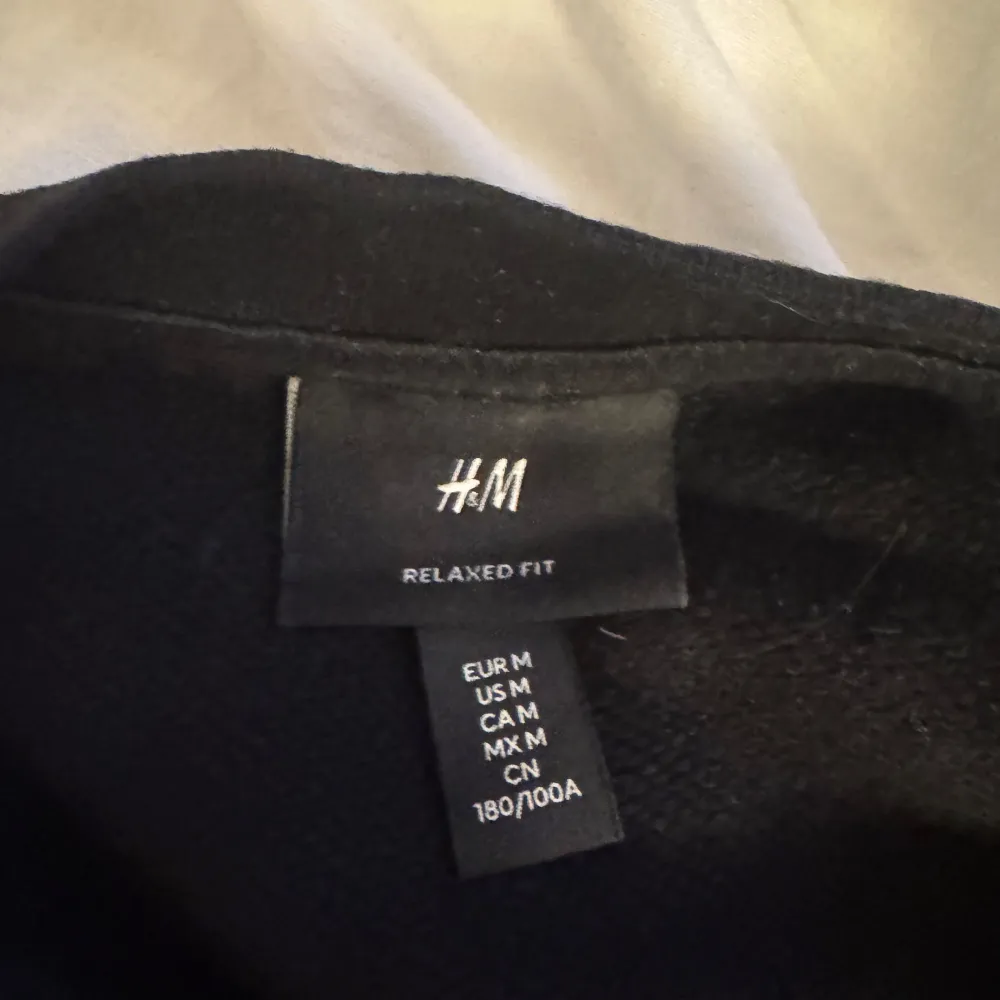 H&M
RELAXED FIT
EUR M
US M
CA M
MX M
CN
180/100A